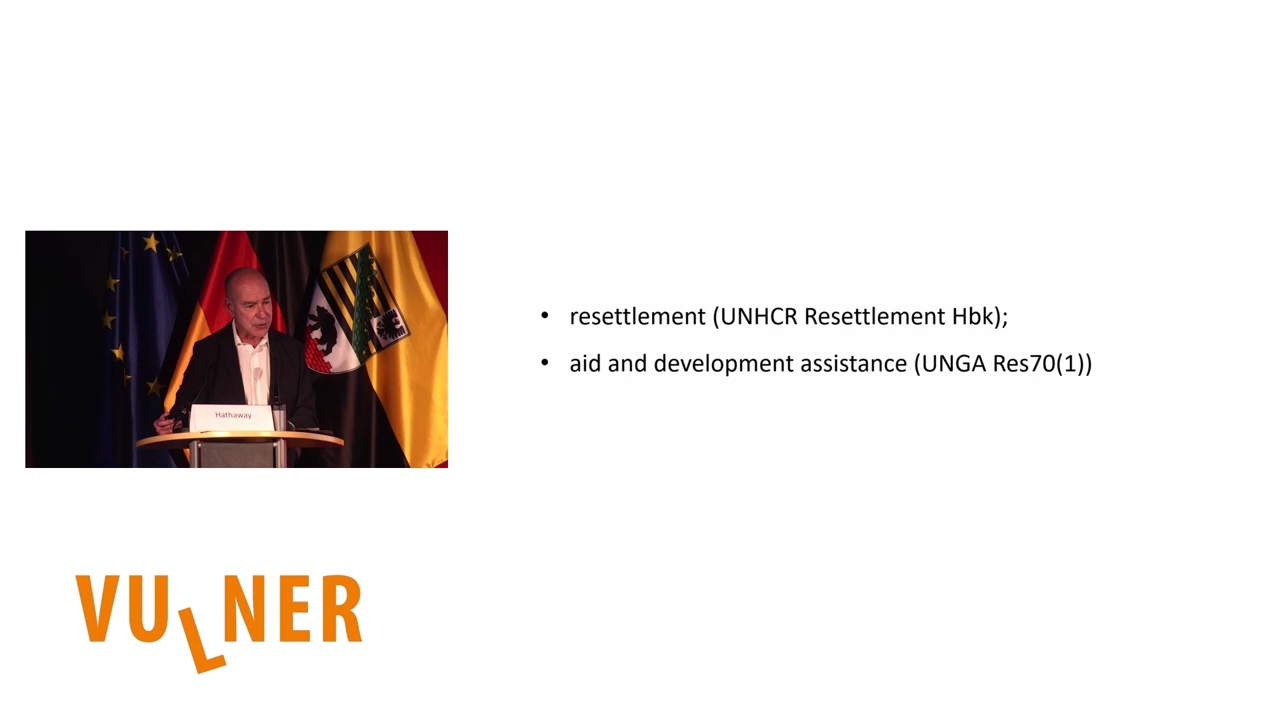 • resettlement (UNHCR Resettlement Hbk);
• aid and development assistance (UNGA Res70(1))
Hathaway
VULNER